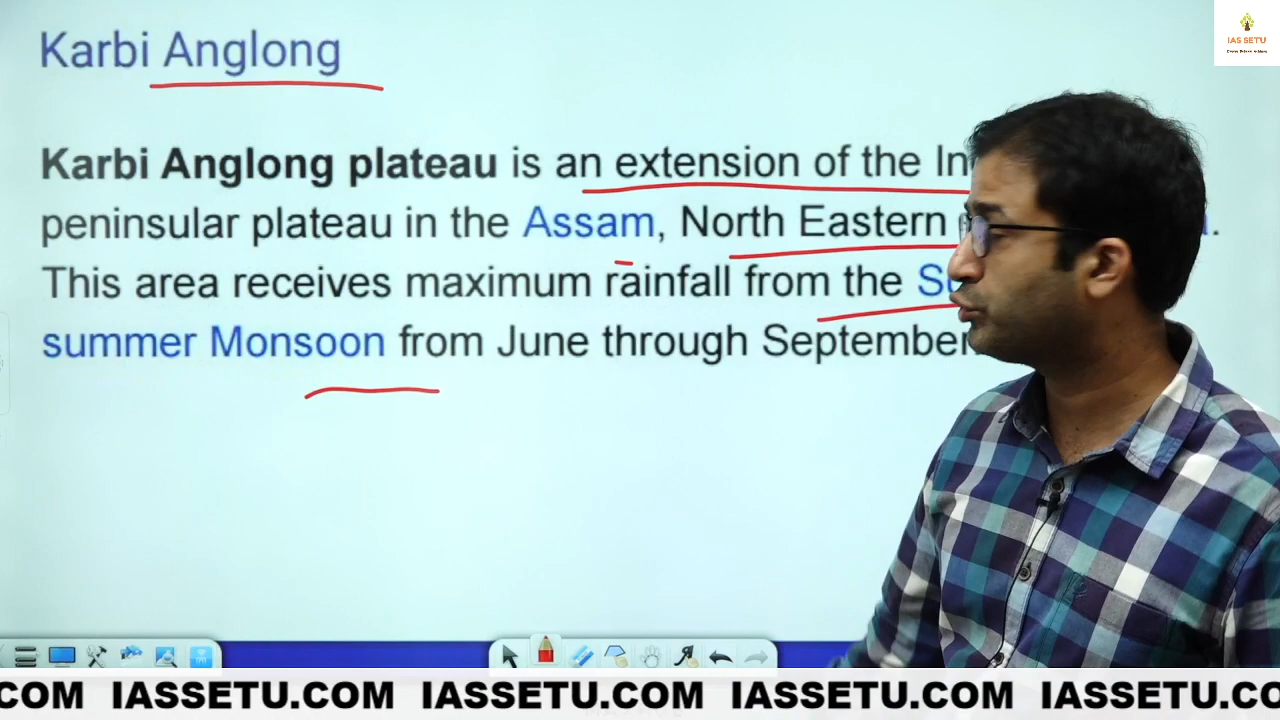 Karbi Anglong
IAS SETU
Karbi Anglong plateau is an extension of the In
peninsular plateau in the Assam, North Eastern
This area receives maximum rainfall from the
summer Monsoon from June through September
.COM IASSETU.COM IASSETU.COM IASSETU.COM IASSETU.CO